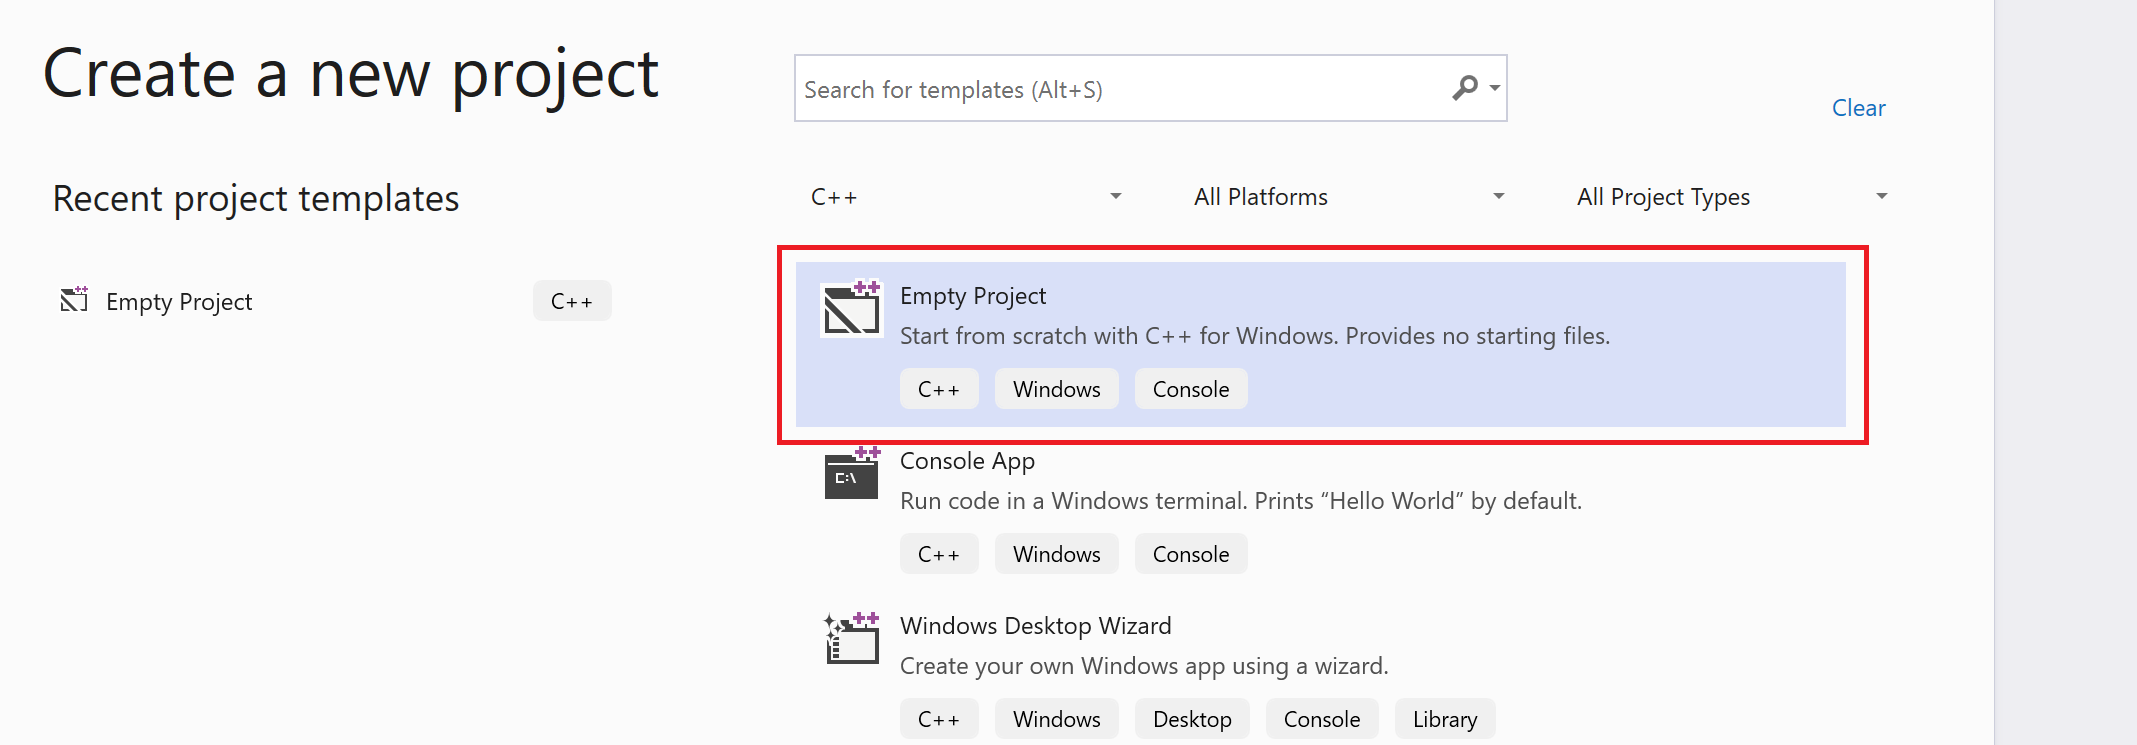 Create a new project
Search for templates (Alt+S)
Clear
Recent project templates
C++
All Platforms
All Project Types
Empty Project
C++
Empty Project
Start from scratch with C++ for Windows. Provides no starting files.
C++ Windows Console
C:\
Console App
Run code in a Windows terminal. Prints “Hello World” by default.
C++ Windows Console
Windows Desktop Wizard
Create your own Windows app using a wizard.
C++ Windows Desktop Console Library